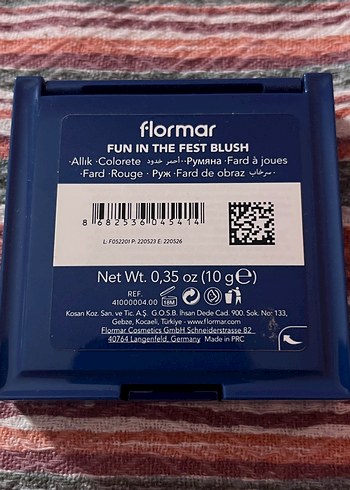 flormar
FUN IN THE FEST BLUSH
·Allık ·Colorete ·أحمر خدود ·Румяна ·Fard à joues
·Fard ·Rouge · Руж ·Fard de obraz ·سرخاب
8 682536 045414
L: F052201 P: 220523 E: 220526
Net Wt. 0,35 oz (10 g) ℮
REF.
41000004.00
18M
Kosan Koz. San. ve Tic. A.Ş. G.O.S.B. İhsan Dede Cad. 900. Sok. No: 133,
Gebze, Kocaeli, Türkiye - www.flormar.com
Flormar Cosmetics GmbH Schneiderstrasse 82
40764 Langenfeld, Germany Made in PRC